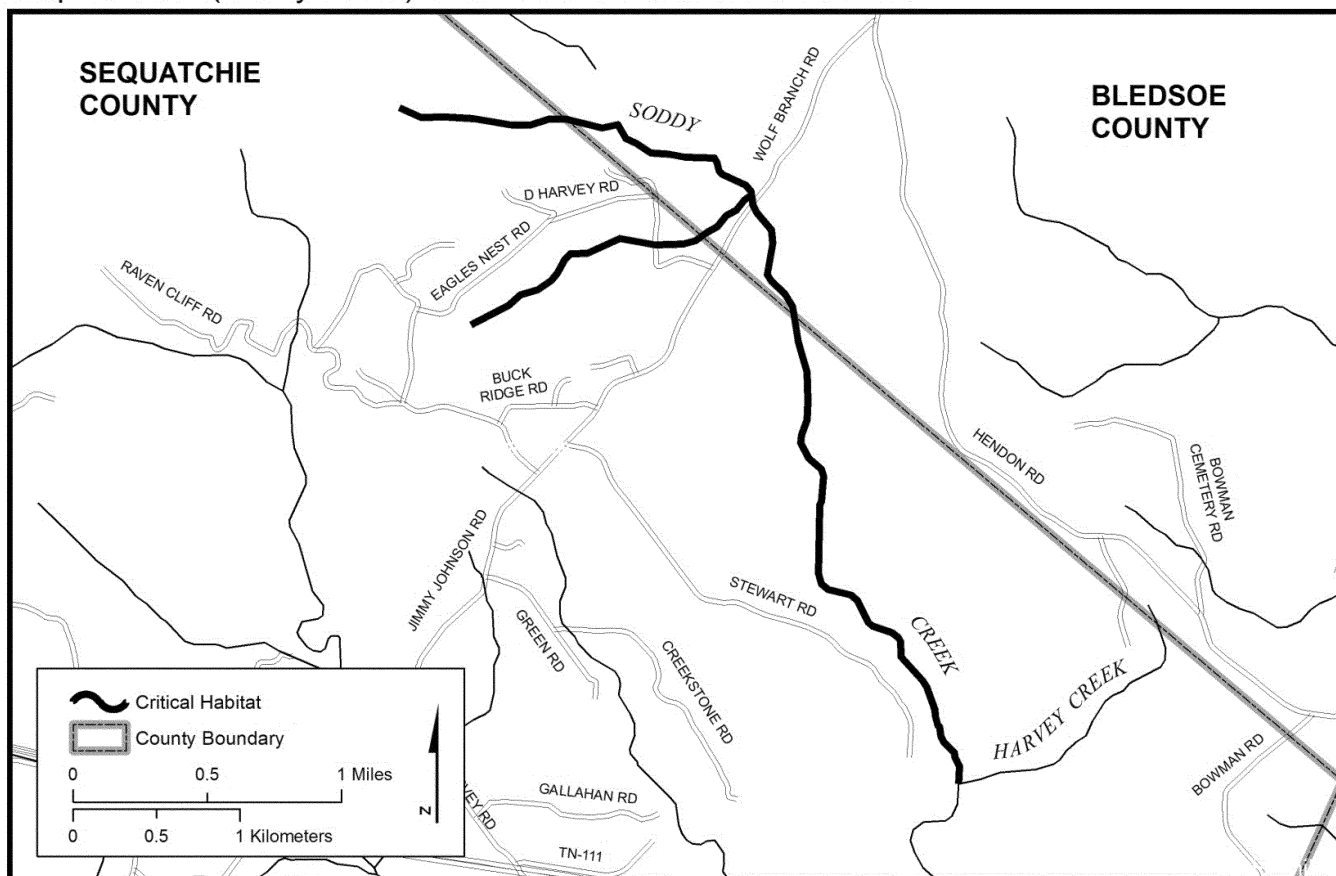 SEQUATCHIE
COUNTY
BLEDSOE
COUNTY
SODDY
WOLF BRANCH RD
D HARVEY RD
EAGLES NEST RD
RAVEN CLIFF RD
BUCK
RIDGE RD
HENDON RD
BOWMAN
CEMETERY RD
JIMMY JOHNSON RD
STEWART RD
GREEN RD
CREEKSTONE RD
CREEK
HARVEY CREEK
BOWMAN RD
Critical Habitat
County Boundary
0 0.5 1 Miles
0 0.5 1 Kilometers
N
VEY RD
GALLAHAN RD
TN-111